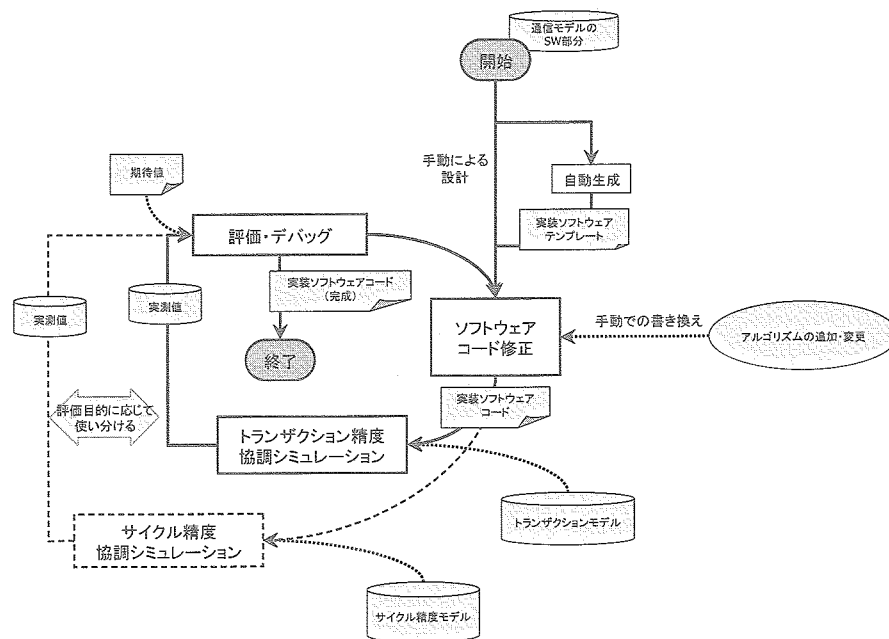 通信モデルの
SW部分
開始
手動による
設計
自動生成
期待値
実装ソフトウェア
テンプレート
評価・デバッグ
実装ソフトウェアコード
(完成)
実測値
実測値
ソフトウェア
コード修正
手動での書き換え
アルゴリズムの追加・変更
終了
実装ソフトウェア
コード
評価目的に応じて
使い分ける
トランザクション精度
協調シミュレーション
トランザクションモデル
サイクル精度
協調シミュレーション
サイクル精度モデル